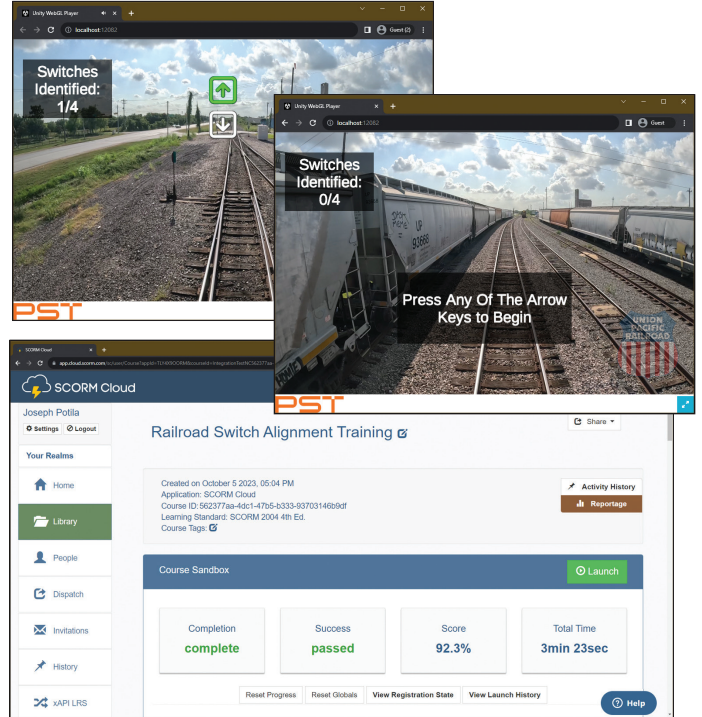 Unity WebGL Player
localhost:12082
Guest (2)
Switches
Identified:
1/4
PST
Unity WebGL Player
localhost:12082
Guest
Switches
Identified:
0/4
UP
93668
Press Any Of The Arrow
Keys to Begin
UNION
PACIFIC
RAILROAD
PST
SCORM Cloud
SCORM Cloud
Joseph Potila
Settings
Logout
Your Realms
Home
Library
People
Dispatch
Invitations
History
xAPI LRS
Share
Railroad Switch Alignment Training
Created on October 5 2023, 05:04 PM
Application: SCORM Cloud
Course ID: 562377aa-4dc1-47b5-b333-93703146b9df
Learning Standard: SCORM 2004 4th Ed.
Course Tags:
Activity History
Reportage
Course Sandbox
Launch
Completion
complete
Success
passed
Score
92.3%
Total Time
3min 23sec
Reset Progress
Reset Globals
View Registration State
View Launch History
Help